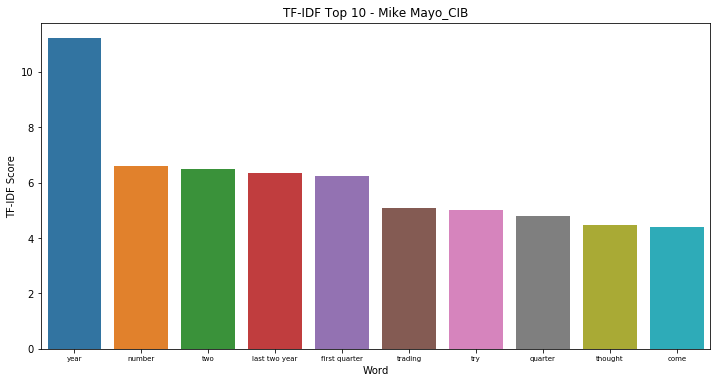 TF-IDF Top 10 - Mike Mayo_CIB
TF-IDF Score
10
8
6
4
2
0
year number two last two year first quarter trading try quarter thought come
Word